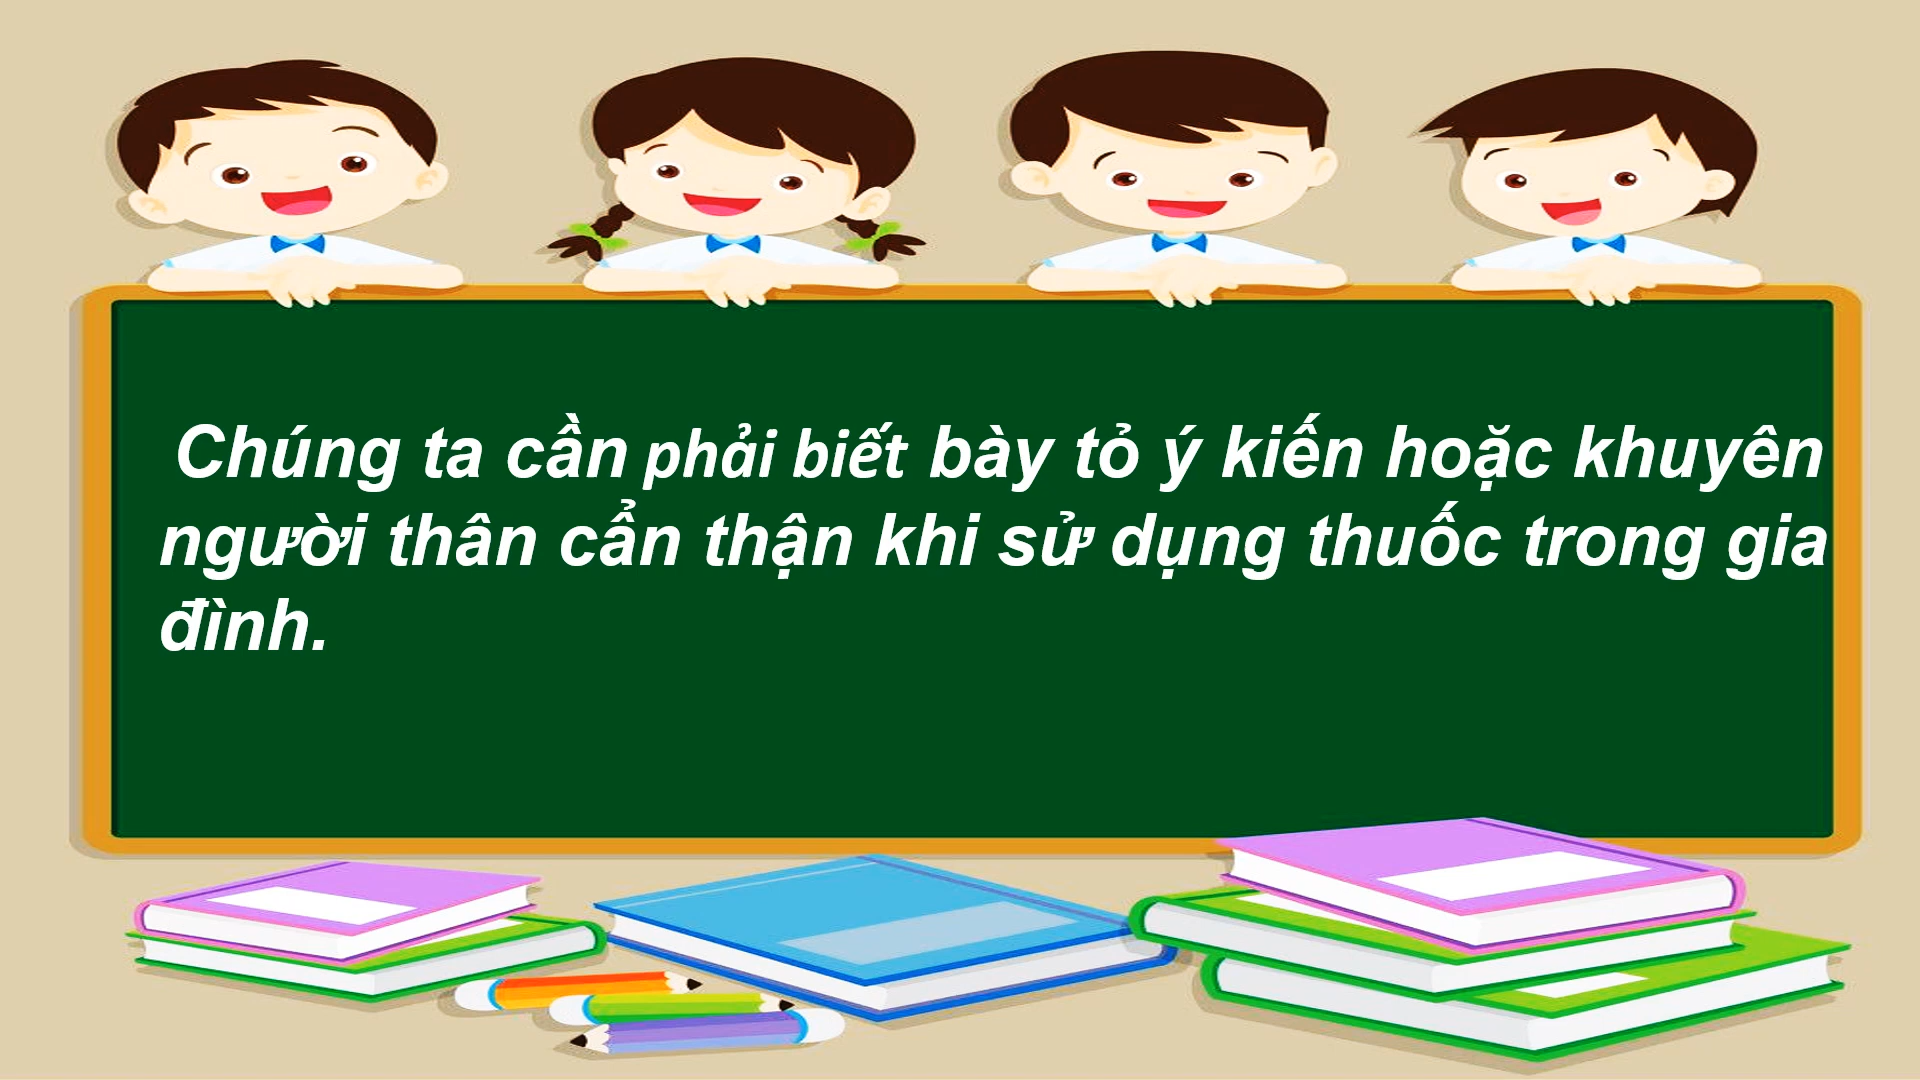 Chúng ta cần phải biết bày tỏ ý kiến hoặc khuyên
người thân cẩn thận khi sử dụng thuốc trong gia
đình.